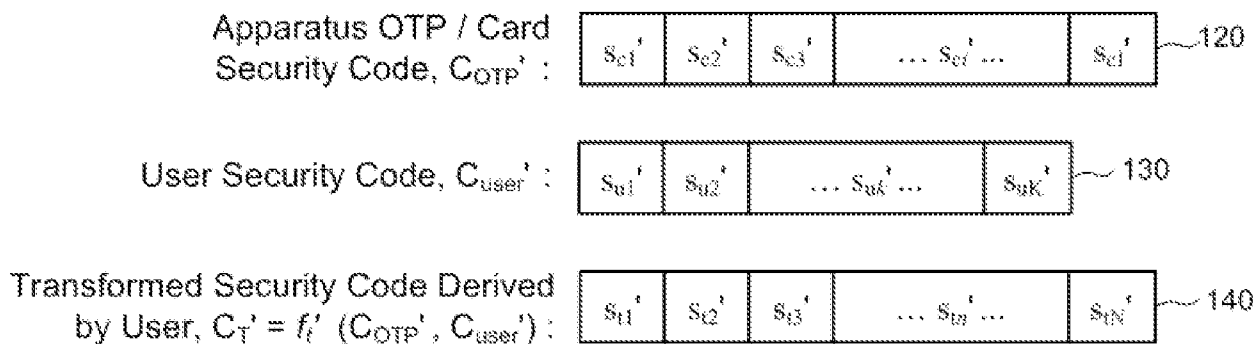 Apparatus OTP / Card
Security Code, C_OTP' : s_c1' s_c2' s_c3' ... s_ci' ... s_cI' 120
User Security Code, C_user' : s_u1' s_u2' ... s_uk' ... s_uK' 130
Transformed Security Code Derived
by User, C_T' = f_t' (C_OTP' , C_user') : s_t1' s_t2' s_t3' ... s_tn' ... s_tN' 140